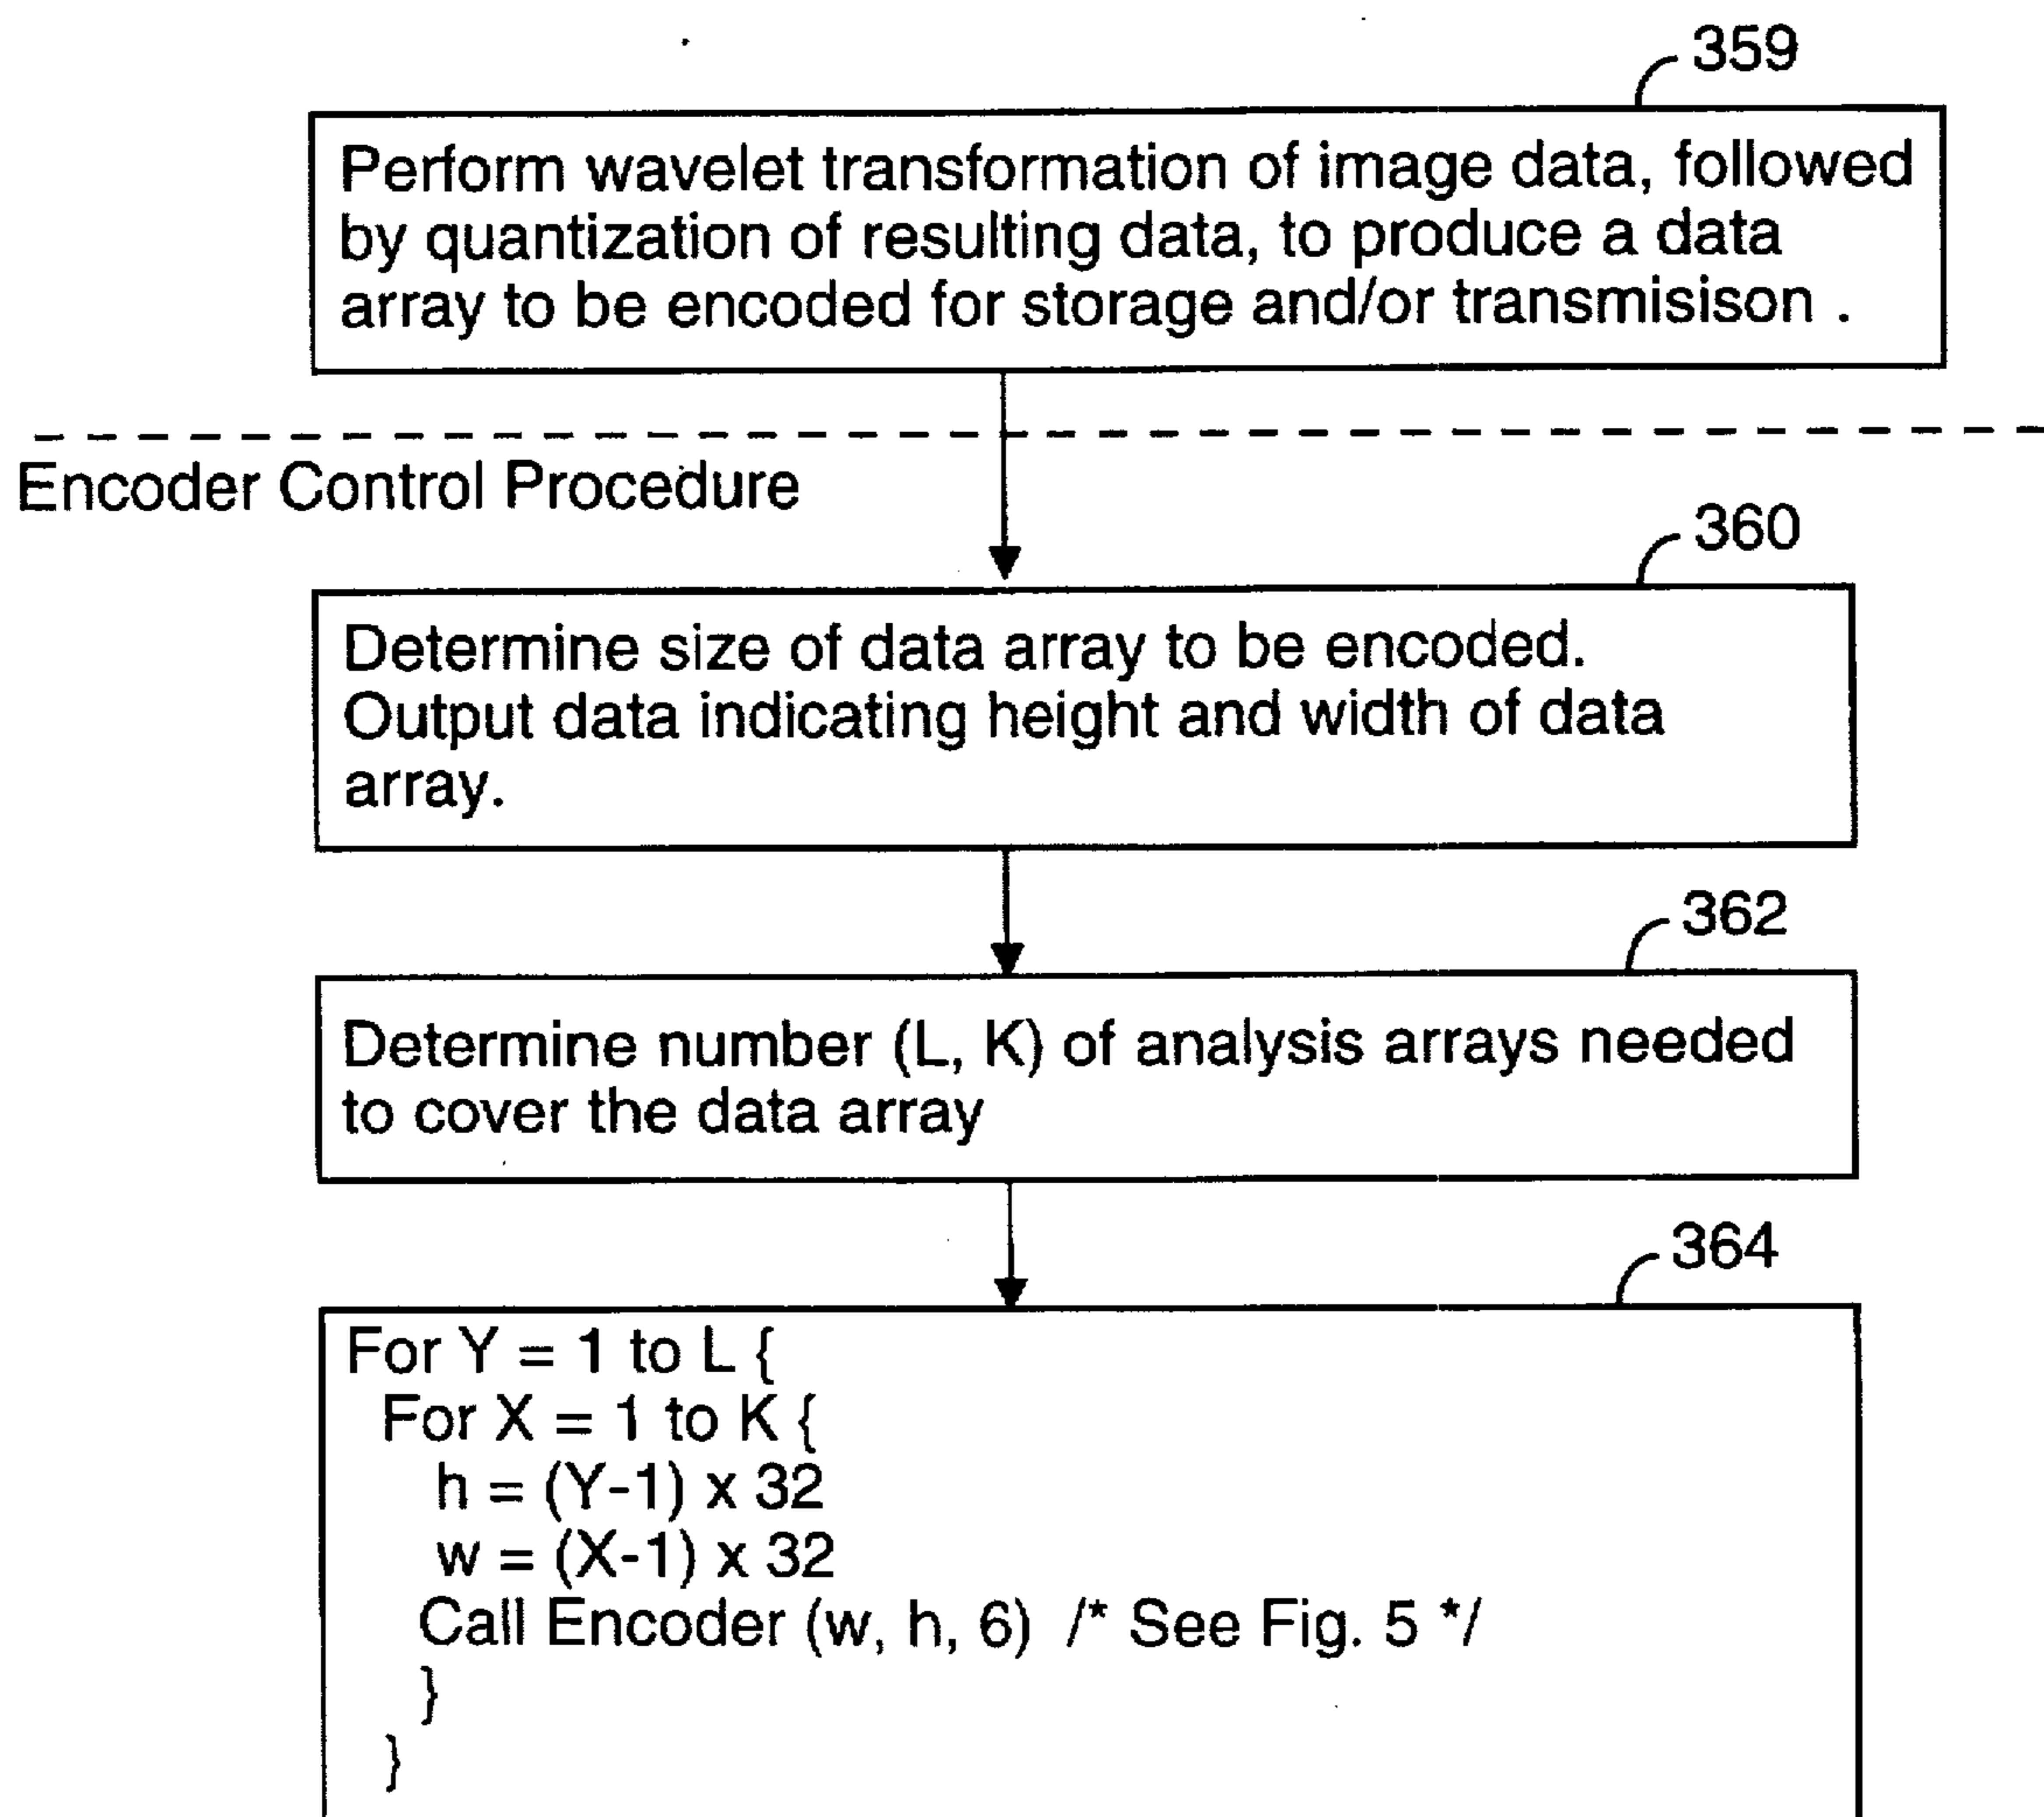 359
Perform wavelet transformation of image data, followed
by quantization of resulting data, to produce a data
array to be encoded for storage and/or transmisison .
Encoder Control Procedure
360
Determine size of data array to be encoded.
Output data indicating height and width of data
array.
362
Determine number (L, K) of analysis arrays needed
to cover the data array
364
For Y = 1 to L {
For X = 1 to K {
h = (Y-1) x 32
w = (X-1) x 32
Call Encoder (w, h, 6) /* See Fig. 5 */
}
}